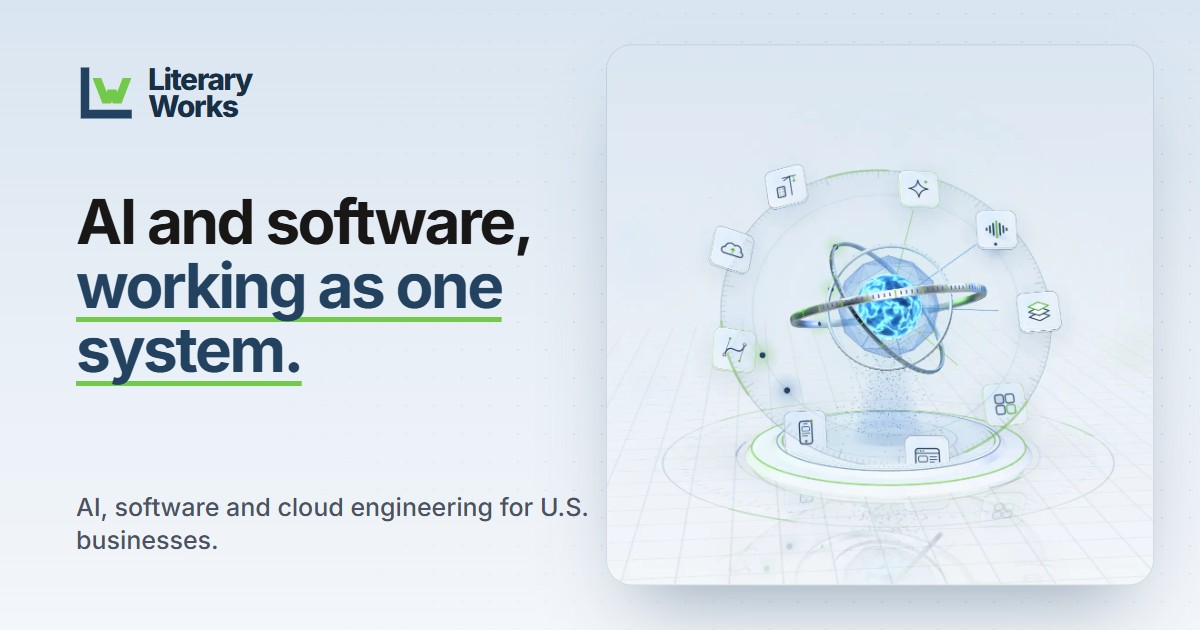 Literary
Works
AI and software,
working as one
system.
AI, software and cloud engineering for U.S.
businesses.